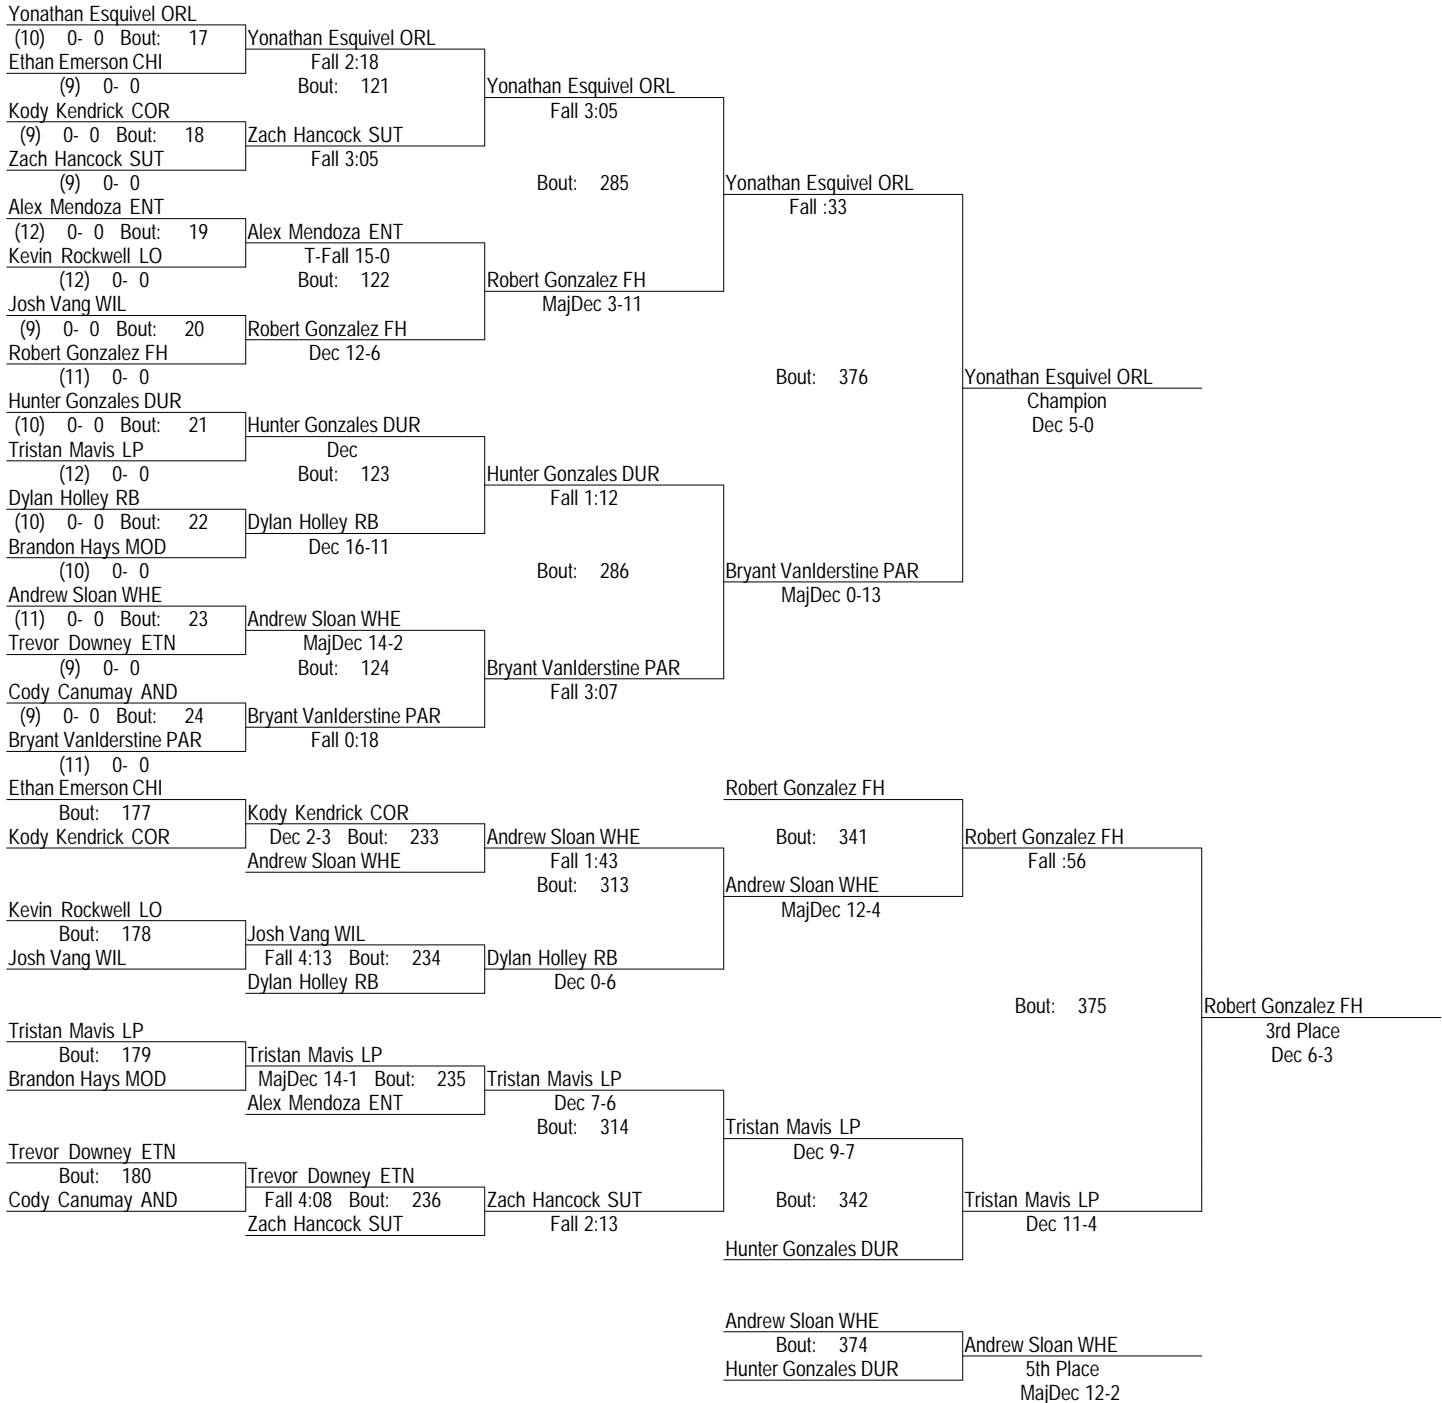 Yonathan Esquivel ORL
(10) 0- 0 Bout: 17 Yonathan Esquivel ORL
Ethan Emerson CHI Fall 2:18
(9) 0- 0 Bout: 121 Yonathan Esquivel ORL
Kody Kendrick COR Fall 3:05
(9) 0- 0 Bout: 18 Zach Hancock SUT
Zach Hancock SUT Fall 3:05
(9) 0- 0 Bout: 285 Yonathan Esquivel ORL
Alex Mendoza ENT Fall :33
(12) 0- 0 Bout: 19 Alex Mendoza ENT
Kevin Rockwell LO T-Fall 15-0
(12) 0- 0 Bout: 122 Robert Gonzalez FH
Josh Vang WIL MajDec 3-11
(9) 0- 0 Bout: 20 Robert Gonzalez FH
Robert Gonzalez FH Dec 12-6
(11) 0- 0 Bout: 376 Yonathan Esquivel ORL
Hunter Gonzales DUR Champion
(10) 0- 0 Bout: 21 Hunter Gonzales DUR Dec 5-0
Tristan Mavis LP Dec
(12) 0- 0 Bout: 123 Hunter Gonzales DUR
Dylan Holley RB Fall 1:12
(10) 0- 0 Bout: 22 Dylan Holley RB
Brandon Hays MOD Dec 16-11
(10) 0- 0 Bout: 286 Bryant VanIderstine PAR
Andrew Sloan WHE MajDec 0-13
(11) 0- 0 Bout: 23 Andrew Sloan WHE
Trevor Downey ETN MajDec 14-2
(9) 0- 0 Bout: 124 Bryant VanIderstine PAR
Cody Canumay AND Fall 3:07
(9) 0- 0 Bout: 24 Bryant VanIderstine PAR
Bryant VanIderstine PAR Fall 0:18
(11) 0- 0
Ethan Emerson CHI Robert Gonzalez FH
Bout: 177 Kody Kendrick COR
Kody Kendrick COR Dec 2-3 Bout: 233 Andrew Sloan WHE Bout: 341 Robert Gonzalez FH
Andrew Sloan WHE Fall 1:43 Fall :56
Bout: 313 Andrew Sloan WHE
Kevin Rockwell LO MajDec 12-4
Bout: 178 Josh Vang WIL
Josh Vang WIL Fall 4:13 Bout: 234 Dylan Holley RB
Dylan Holley RB Dec 0-6
Bout: 375 Robert Gonzalez FH
Tristan Mavis LP 3rd Place
Bout: 179 Tristan Mavis LP Dec 6-3
Brandon Hays MOD MajDec 14-1 Bout: 235 Tristan Mavis LP
Alex Mendoza ENT Dec 7-6
Bout: 314 Tristan Mavis LP
Trevor Downey ETN Dec 9-7
Bout: 180 Trevor Downey ETN
Cody Canumay AND Fall 4:08 Bout: 236 Zach Hancock SUT Bout: 342 Tristan Mavis LP
Zach Hancock SUT Fall 2:13 Dec 11-4
Hunter Gonzales DUR
Andrew Sloan WHE
Bout: 374 Andrew Sloan WHE
Hunter Gonzales DUR 5th Place
MajDec 12-2